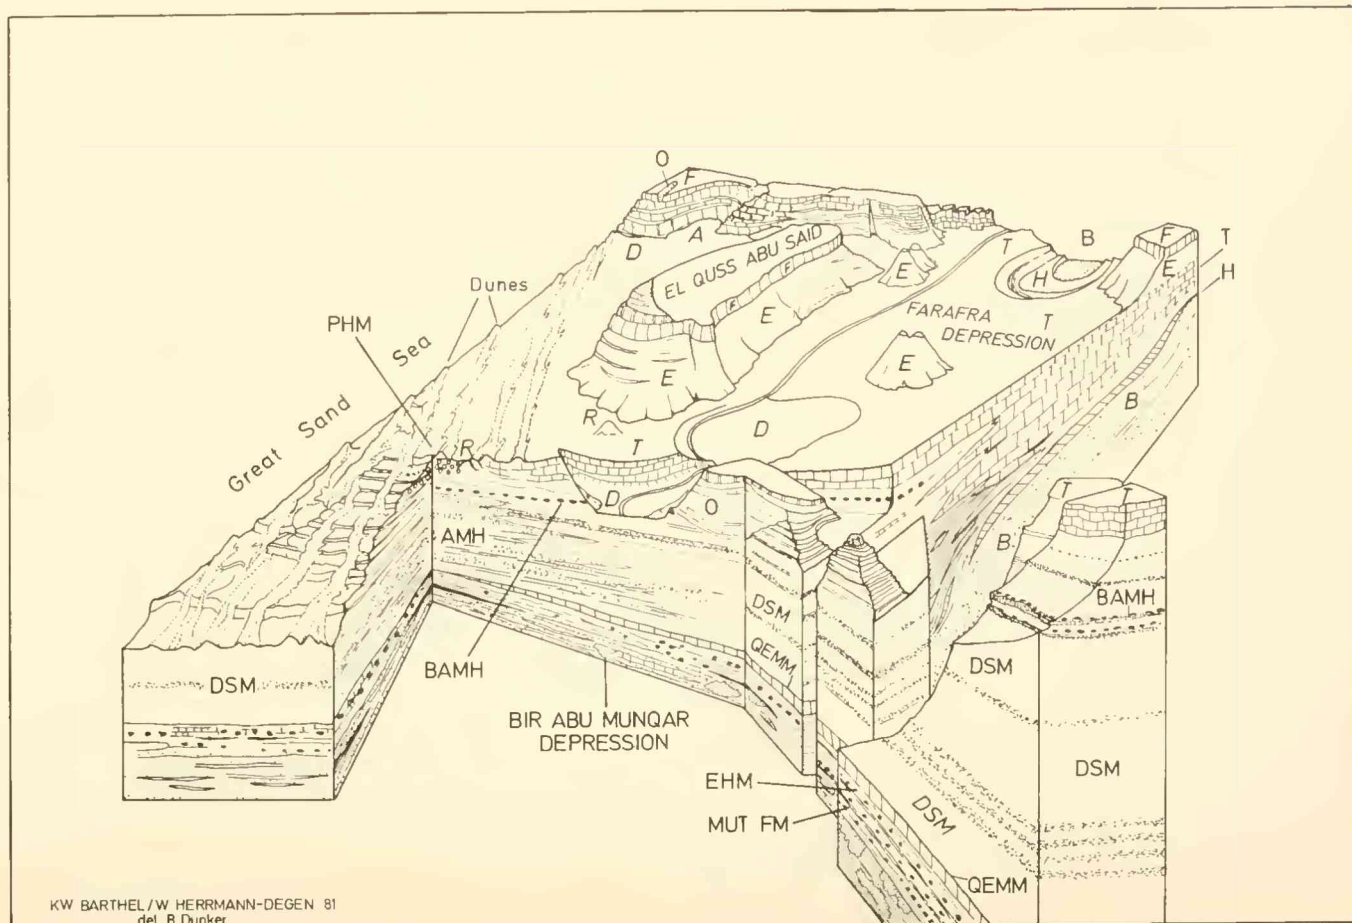 O
F
D
A
EL QUSS ABU SAID
F
F
E
E
E
T
B
H
F
T
E
H
FARAFRA
DEPRESSION
T
E
B
Dunes
PHM
Great Sand Sea
R
R
D
T
D
O
AMH
BAMH
DSM
BIR ABU MUNQAR
DEPRESSION
DSM
QEMM
T
T
B
BAMH
DSM
DSM
DSM
EHM
MUT FM
QEMM
KW BARTHEL/W HERRMANN-DEGEN 81
del. B Dunker